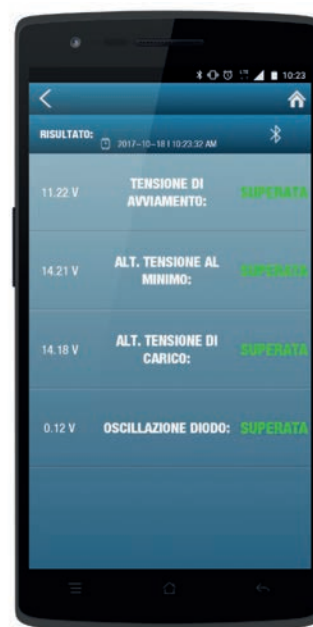 10:23
RISULTATO:
2017-10-18 | 10:23:32 AM
11.22 V
TENSIONE DI
AVVIAMENTO:
SUPERATA
14.21 V
ALT. TENSIONE AL
MINIMO:
SUPERATA
14.18 V
ALT. TENSIONE DI
CARICO:
SUPERATA
0.12 V
OSCILLAZIONE DIODO:
SUPERATA